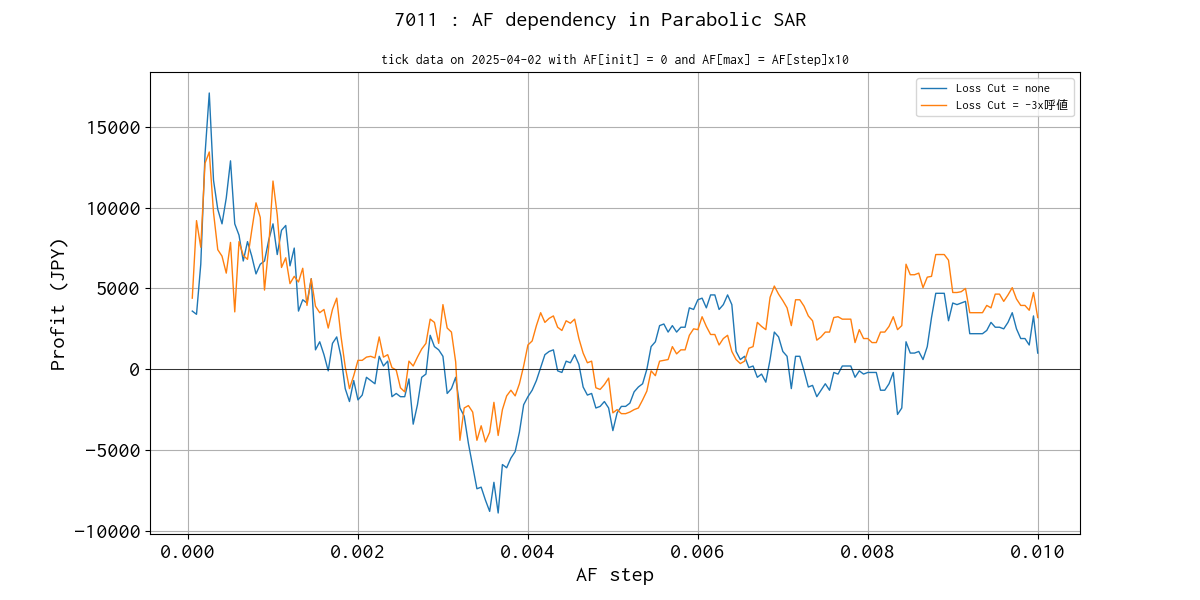 7011 : AF dependency in Parabolic SAR
tick data on 2025-04-02 with AF[init] = 0 and AF[max] = AF[step]x10
Loss Cut = none
Loss Cut = -3x呼値
Profit (JPY)
15000
10000
5000
0
−5000
−10000
0.000
0.002
0.004
0.006
0.008
0.010
AF step